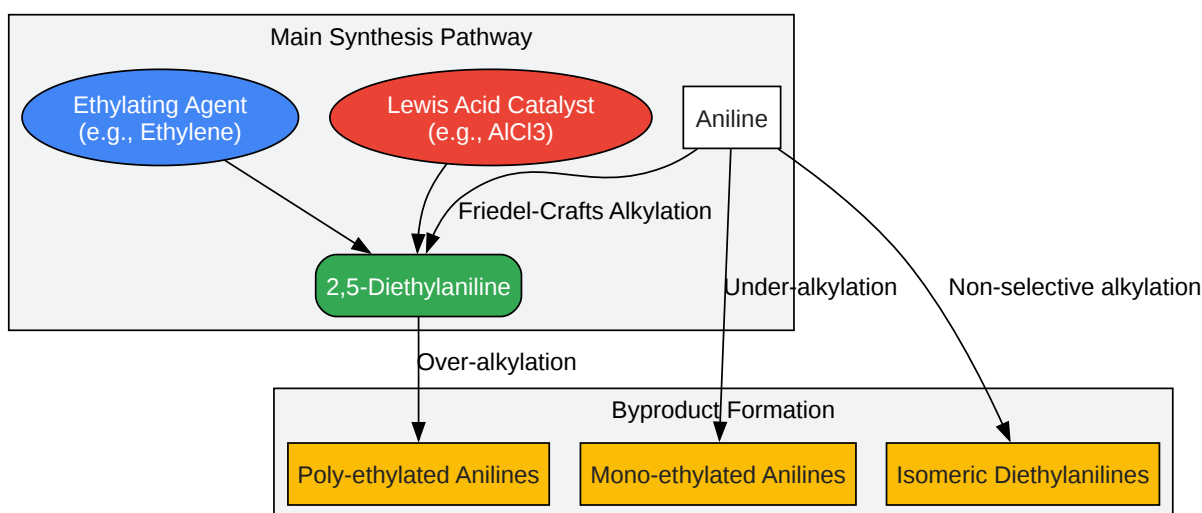 Main Synthesis Pathway
Ethylating Agent
(e.g., Ethylene)
Lewis Acid Catalyst
(e.g., AlCl3)
Aniline
Friedel-Crafts Alkylation
2,5-Diethylaniline
Under-alkylation
Non-selective alkylation
Over-alkylation
Byproduct Formation
Poly-ethylated Anilines
Mono-ethylated Anilines
Isomeric Diethylanilines